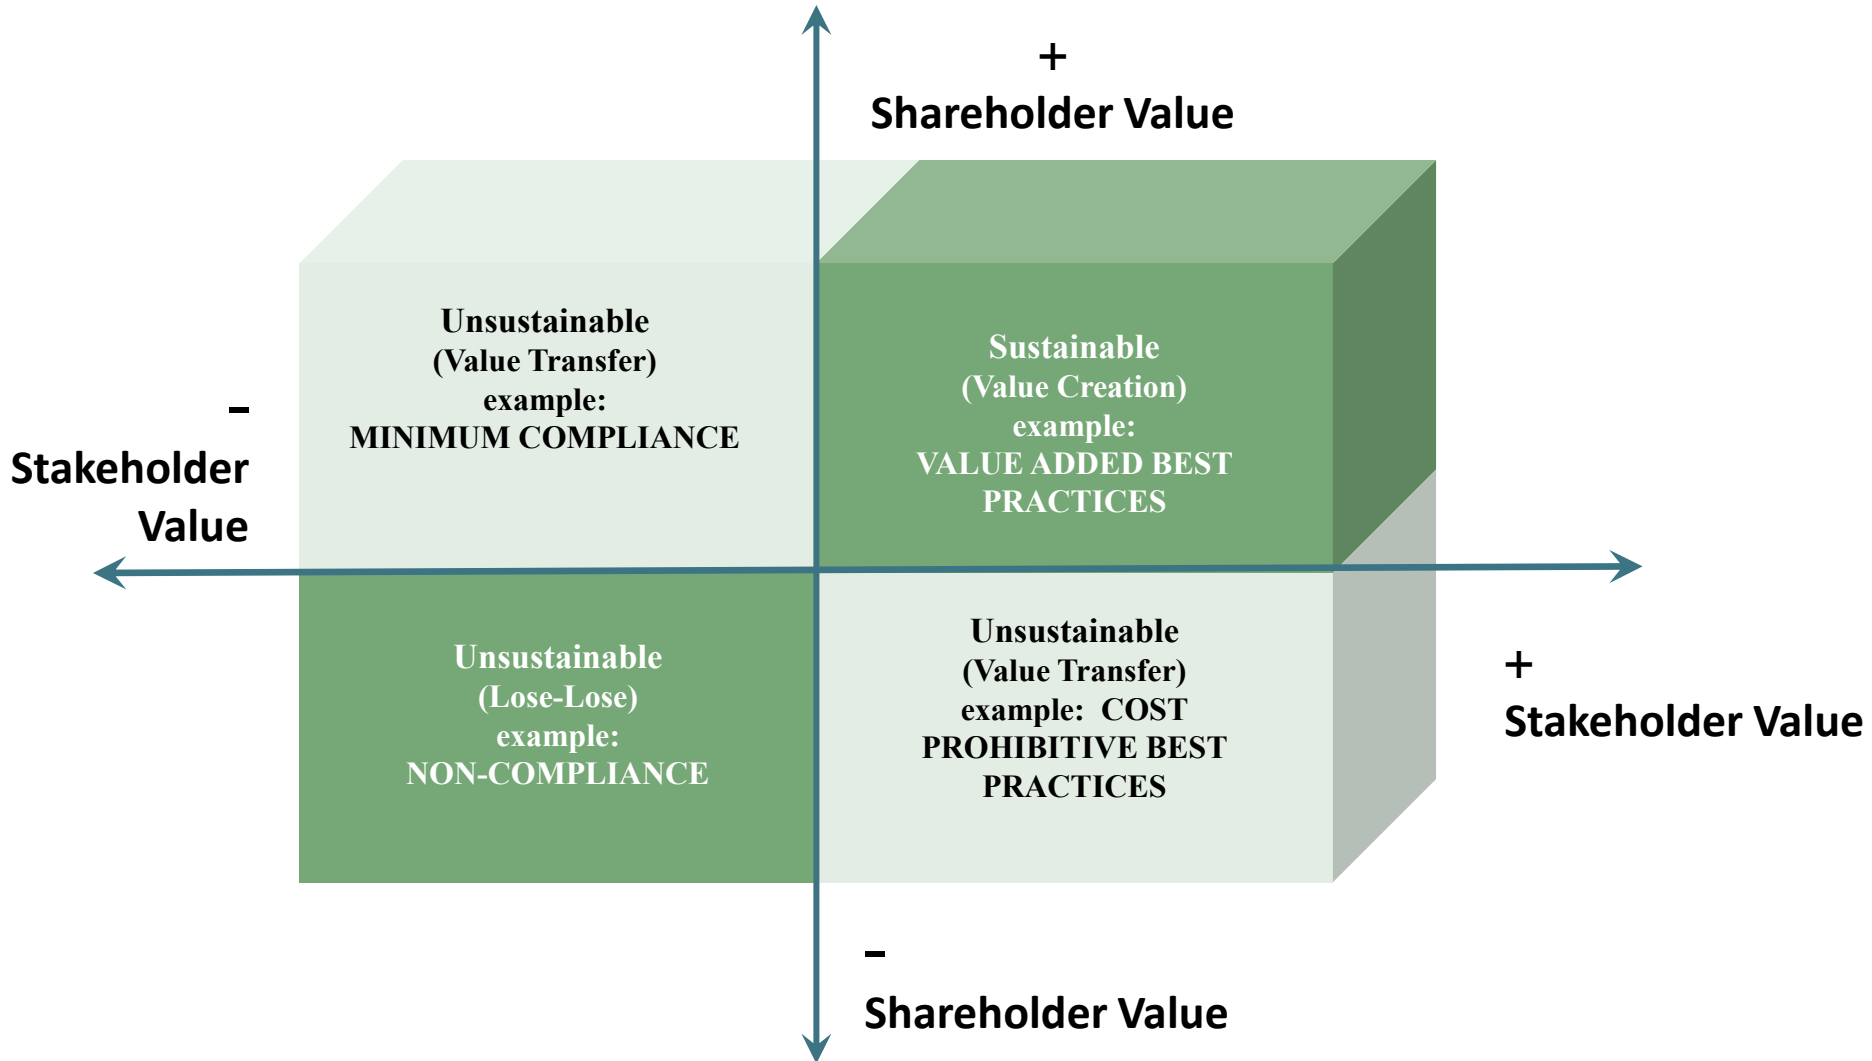 +
Shareholder Value
Unsustainable
(Value Transfer)
example:
MINIMUM COMPLIANCE
Sustainable
(Value Creation)
example:
VALUE ADDED BEST
PRACTICES
-
Stakeholder
Value
Unsustainable
(Lose-Lose)
example:
NON-COMPLIANCE
Unsustainable
(Value Transfer)
example:  COST
PROHIBITIVE BEST
PRACTICES
+
Stakeholder Value
-
Shareholder Value